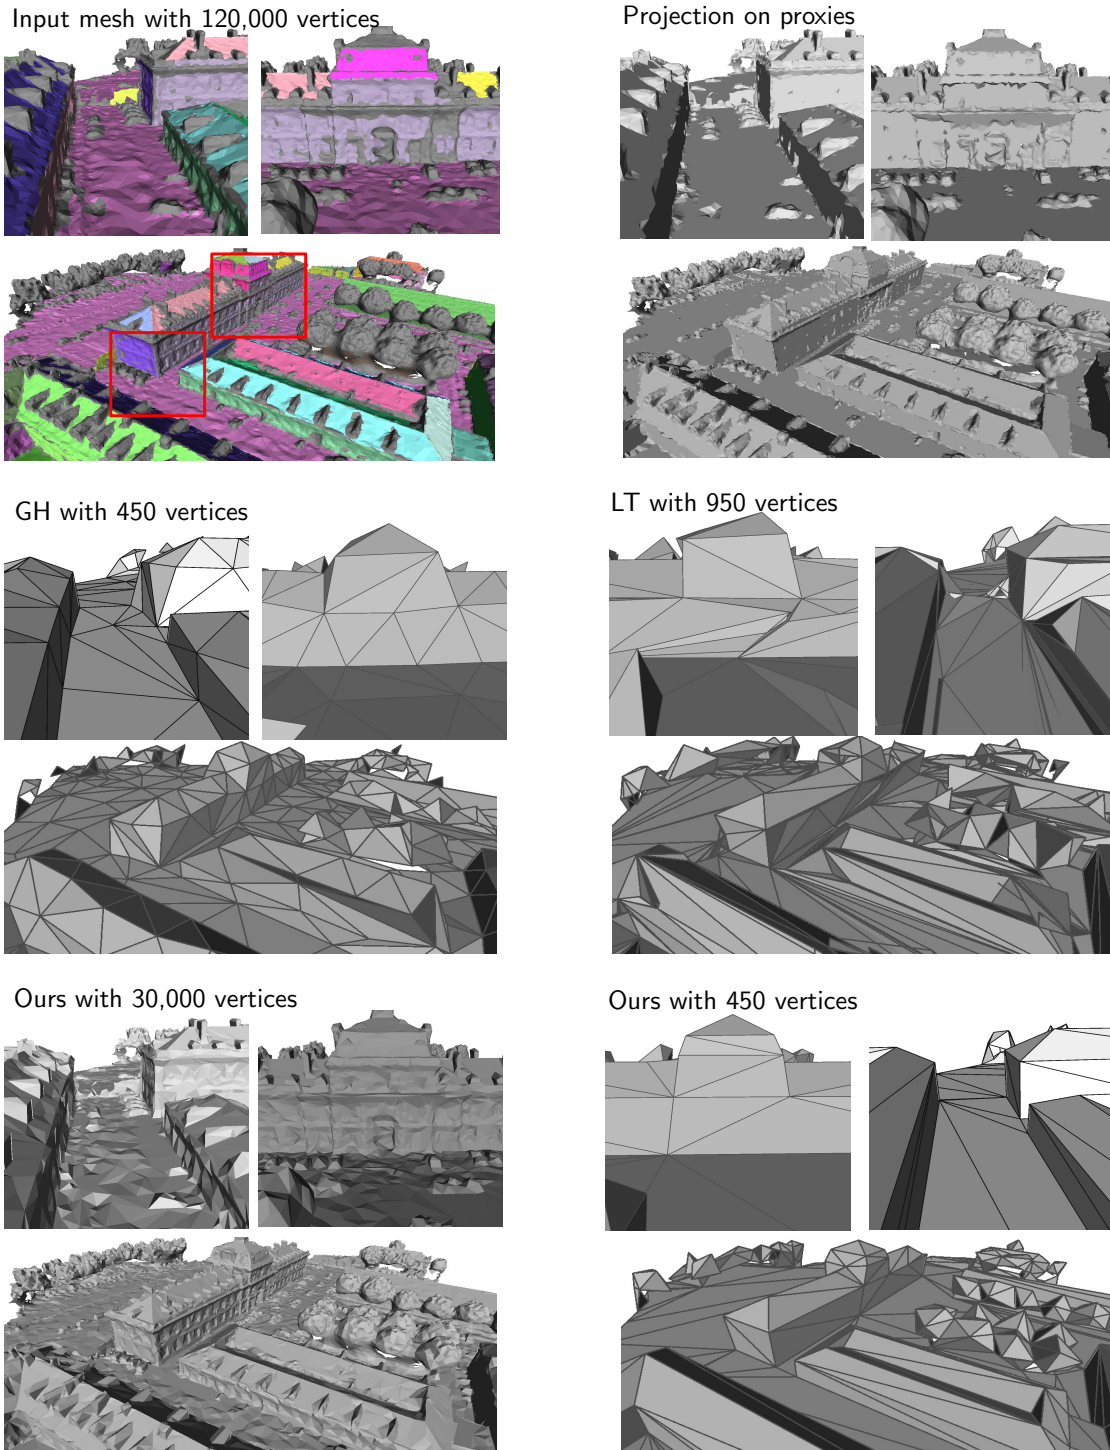 Input mesh with 120,000 vertices
Projection on proxies
GH with 450 vertices
LT with 950 vertices
Ours with 30,000 vertices
Ours with 450 vertices